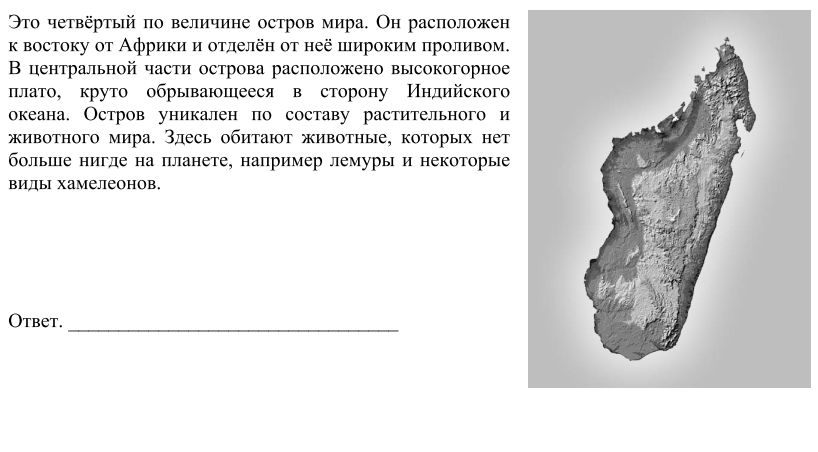 Это четвёртый по величине остров мира. Он расположен
к востоку от Африки и отделён от неё широким проливом.
В центральной части острова расположено высокогорное
плато, круто обрывающееся в сторону Индийского
океана. Остров уникален по составу растительного и
животного мира. Здесь обитают животные, которых нет
больше нигде на планете, например лемуры и некоторые
виды хамелеонов.
Ответ. ___________________________________